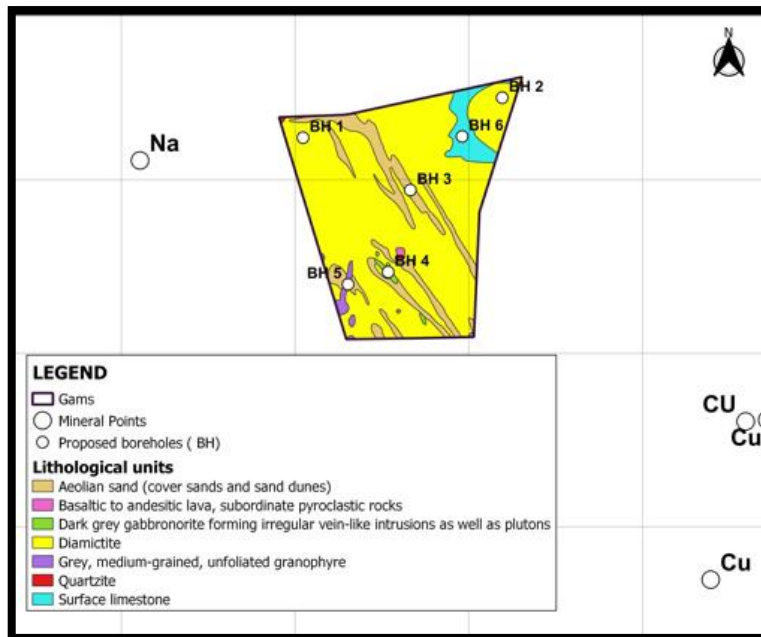 N
BH 2
BH 1
BH 6
Na
BH 3
BH 4
BH 5
LEGEND
Gams
Mineral Points
Proposed boreholes ( BH)
Lithological units
Aeolian sand (cover sands and sand dunes)
Basaltic to andesitic lava, subordinate pyroclastic rocks
Dark grey gabbronorite forming irregular vein-like intrusions as well as plutons
Diamictite
Grey, medium-grained, unfoliated granophyre
Quartzite
Surface limestone
CU
Cu
Cu